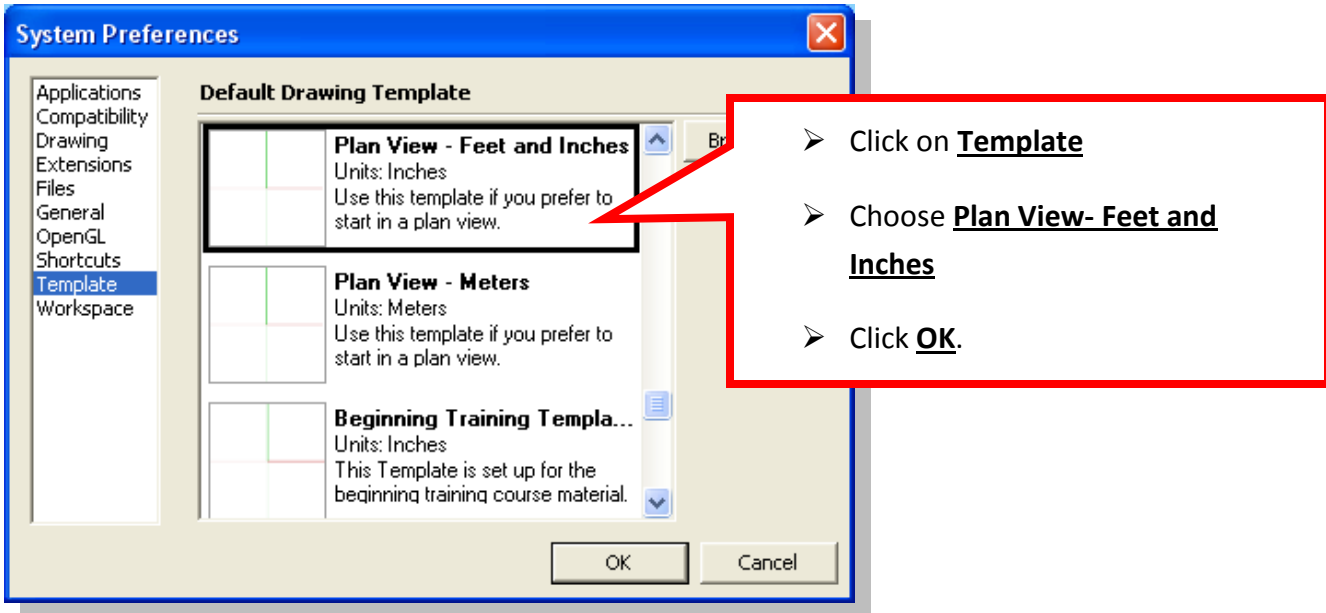 System Preferences
Applications
Compatibility
Drawing
Extensions
Files
General
OpenGL
Shortcuts
Template
Workspace
Default Drawing Template
Plan View - Feet and Inches
Units: Inches
Use this template if you prefer to
start in a plan view.
Plan View - Meters
Units: Meters
Use this template if you prefer to
start in a plan view.
Beginning Training Templa...
Units: Inches
This Template is set up for the
beginning training course material.
OK
Cancel
➢ Click on Template
➢ Choose Plan View- Feet and
Inches
➢ Click OK.